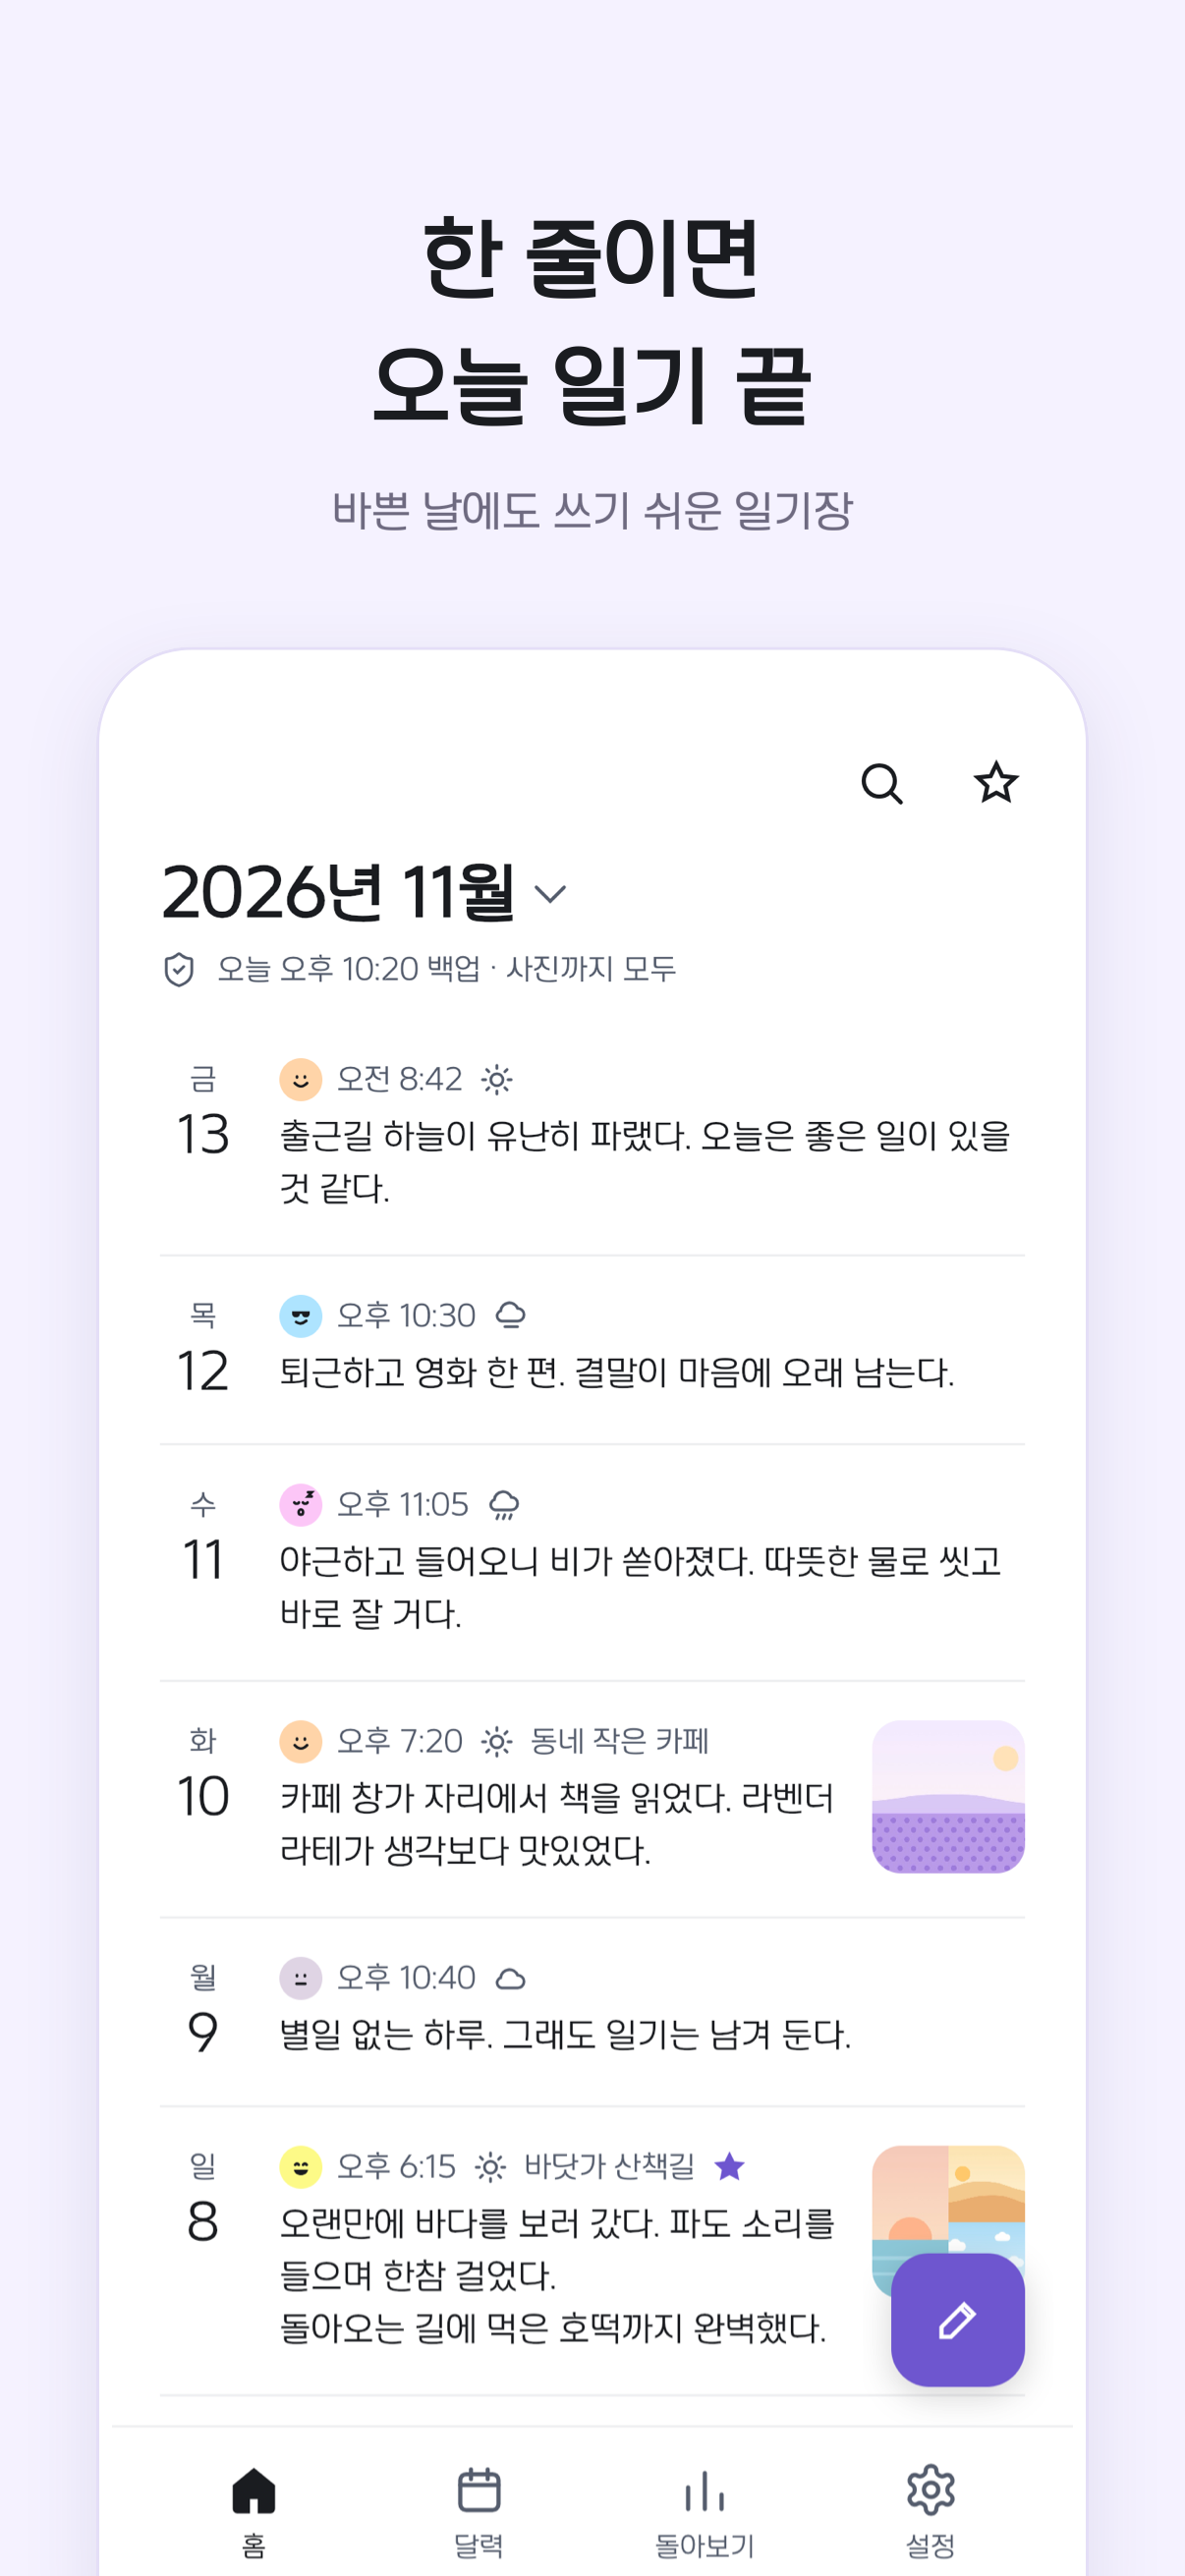 한 줄이면
오늘 일기 끝
바쁜 날에도 쓰기 쉬운 일기장
2026년 11월
오늘 오후 10:20 백업 · 사진까지 모두
금
13
오전 8:42
출근길 하늘이 유난히 파랬다. 오늘은 좋은 일이 있을
것 같다.
목
12
오후 10:30
퇴근하고 영화 한 편. 결말이 마음에 오래 남는다.
수
11
오후 11:05
야근하고 들어오니 비가 쏟아졌다. 따뜻한 물로 씻고
바로 잘 거다.
화
10
오후 7:20 동네 작은 카페
카페 창가 자리에서 책을 읽었다. 라벤더
라테가 생각보다 맛있었다.
월
9
오후 10:40
별일 없는 하루. 그래도 일기는 남겨 둔다.
일
8
오후 6:15 바닷가 산책길
오랜만에 바다를 보러 갔다. 파도 소리를
들으며 한참 걸었다.
돌아오는 길에 먹은 호떡까지 완벽했다.
홈 달력 돌아보기 설정